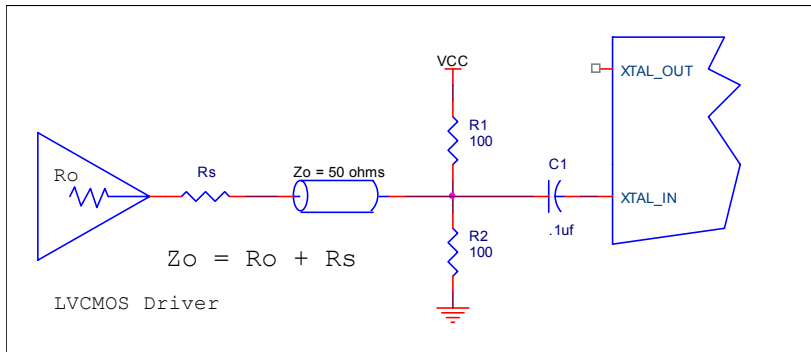 VCC
XTAL_OUT
R1
100
Ro
Rs
Zo = 50 ohms
C1
.1uf
XTAL_IN
R2
100
Zo = Ro + Rs
LVCMOS Driver